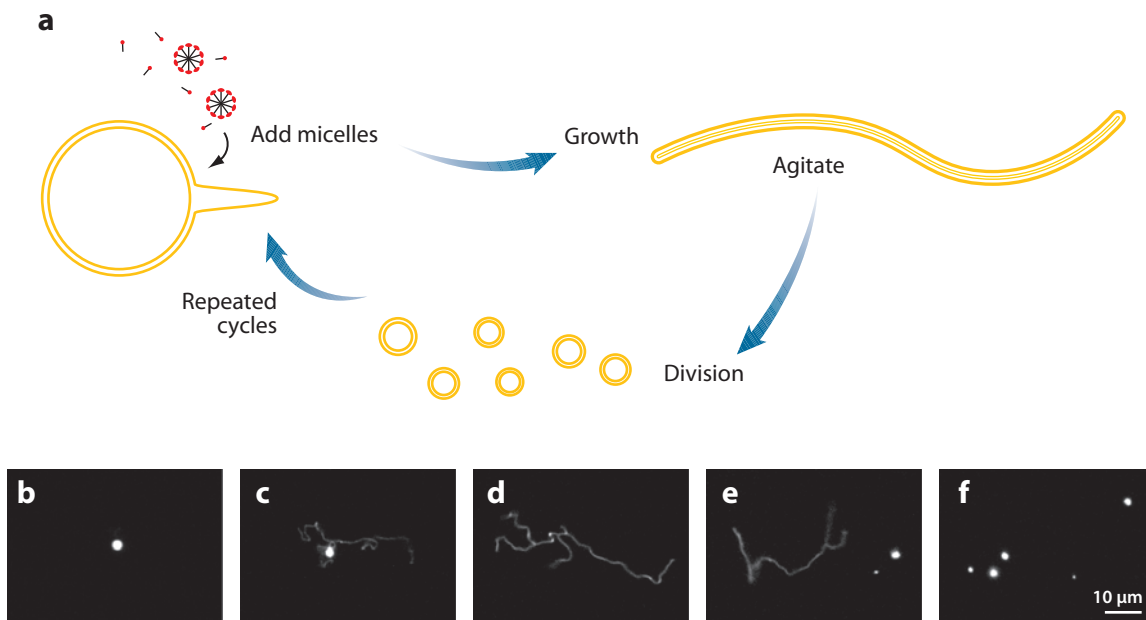 a
Add micelles
Growth
Agitate
Repeated
cycles
Division
b
c
d
e
f
10 μm